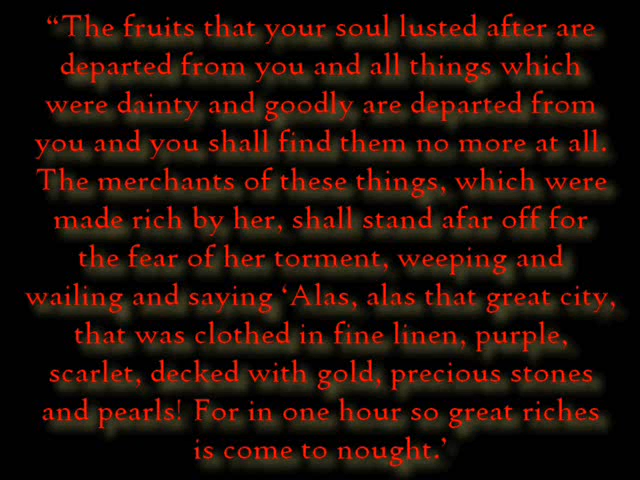 “The fruits that your soul lusted after are
departed from you and all things which
were dainty and goodly are departed from
you and you shall find them no more at all.
The merchants of these things, which were
made rich by her, shall stand afar off for
the fear of her torment, weeping and
wailing and saying ‘Alas, alas that great city,
that was clothed in fine linen, purple,
scarlet, decked with gold, precious stones
and pearls! For in one hour so great riches
is come to nought.’